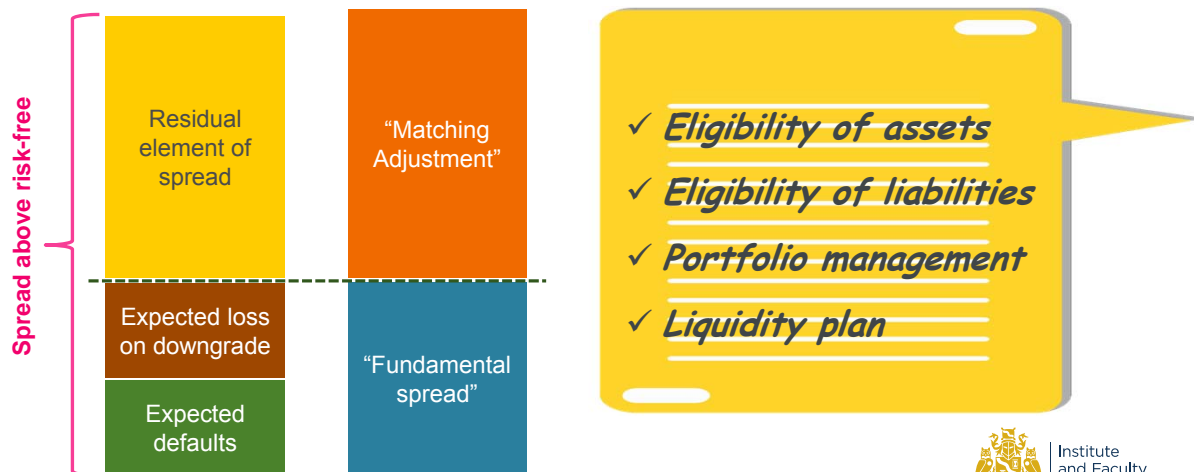 Spread above risk-free
Residual
element of
spread
“Matching
Adjustment”
Expected loss
on downgrade
“Fundamental
spread”
Expected
defaults
✓ Eligibility of assets
✓ Eligibility of liabilities
✓ Portfolio management
✓ Liquidity plan
Institute
and Faculty